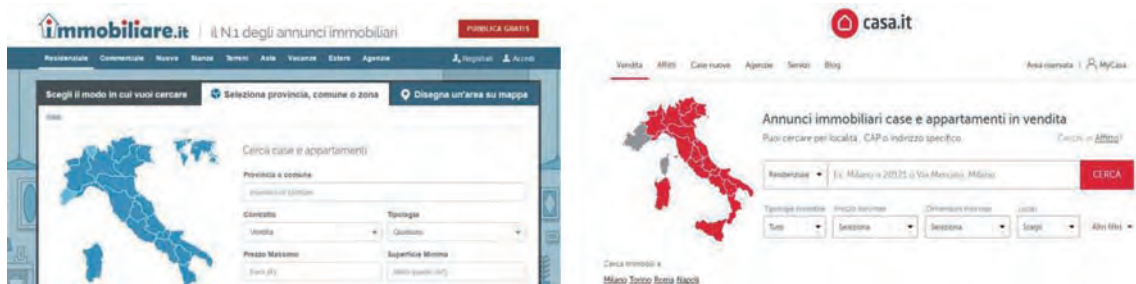 immobiliare.it il N.1 degli annunci immobiliari PUBBLICA GRATIS
Residenziale Commerciale Nuove Stanze Terreni Aste Vacanze Estero Agenzie Registrati Accedi
Scegli il modo in cui vuoi cercare Seleziona provincia, comune o zona Disegna un'area su mappa
Cerca case e appartamenti
Provincia o comune
Contratto Tipologia
Vendita Qualsiasi
Prezzo Massimo Superficie Minima
casa.it
Vendita Affitti Case nuove Agenzie Servizi Blog Area riservata MyCasa
Annunci immobiliari case e appartamenti in vendita
Puoi cercare per località, CAP o indirizzo specifico Cerchi in Affitto?
Residenziale Es. Milano o 20121 o Via Mercato, Milano CERCA
Tipologia immobile Prezzo massimo Dimensioni minime Locali
Tutti Seleziona Seleziona Scegli Altri filtri
Cerca immobili a
Milano Torino Roma Napoli